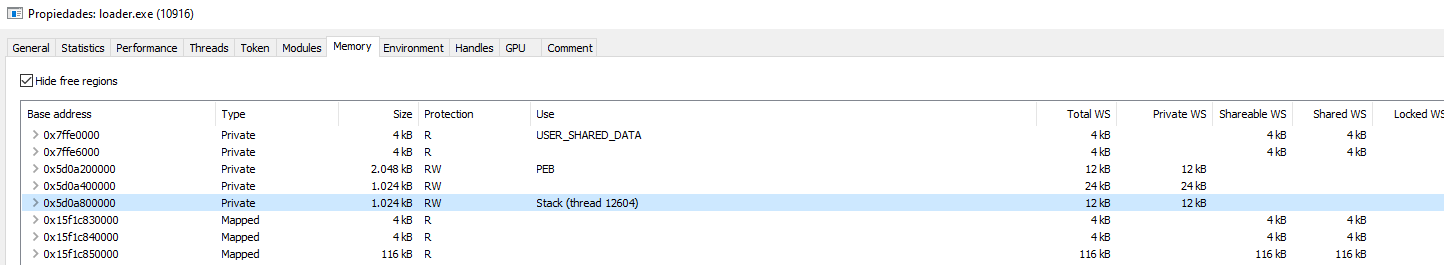 Propiedades: loader.exe (10916)
General Statistics Performance Threads Token Modules Memory Environment Handles GPU Comment
Hide free regions
Base address Type Size Protection Use Total WS Private WS Shareable WS Shared WS Locked WS
0x7ffe0000 Private 4 kB R USER_SHARED_DATA 4 kB 4 kB 4 kB
0x7ffe6000 Private 4 kB R 4 kB 4 kB 4 kB
0x5d0a200000 Private 2.048 kB RW PEB 12 kB 12 kB
0x5d0a400000 Private 1.024 kB RW 24 kB 24 kB
0x5d0a800000 Private 1.024 kB RW Stack (thread 12604) 12 kB 12 kB
0x15f1c830000 Mapped 4 kB R 4 kB 4 kB 4 kB
0x15f1c840000 Mapped 4 kB R 4 kB 4 kB 4 kB
0x15f1c850000 Mapped 116 kB R 116 kB 116 kB 116 kB